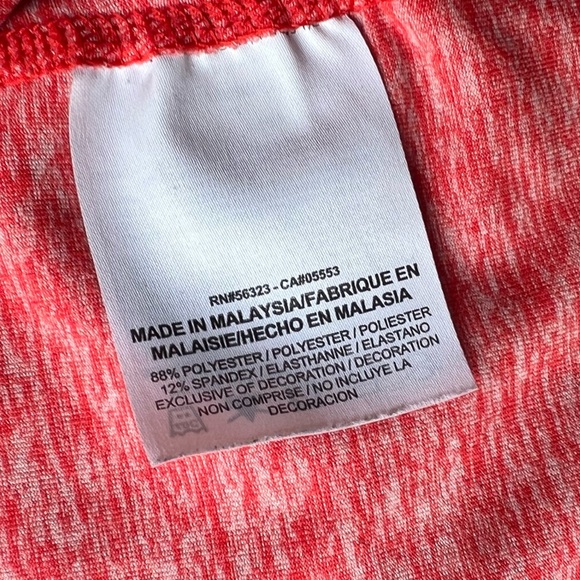 RN#56323 - CA#05553
MADE IN MALAYSIA/FABRIQUE EN
MALAISIE/HECHO EN MALASIA
88% POLYESTER / POLYESTER / POLIESTER
12% SPANDEX / ELASTHANNE / ELASTANO
EXCLUSIVE OF DECORATION / DECORATION
NON COMPRISE / NO INCLUYE LA
DECORACION